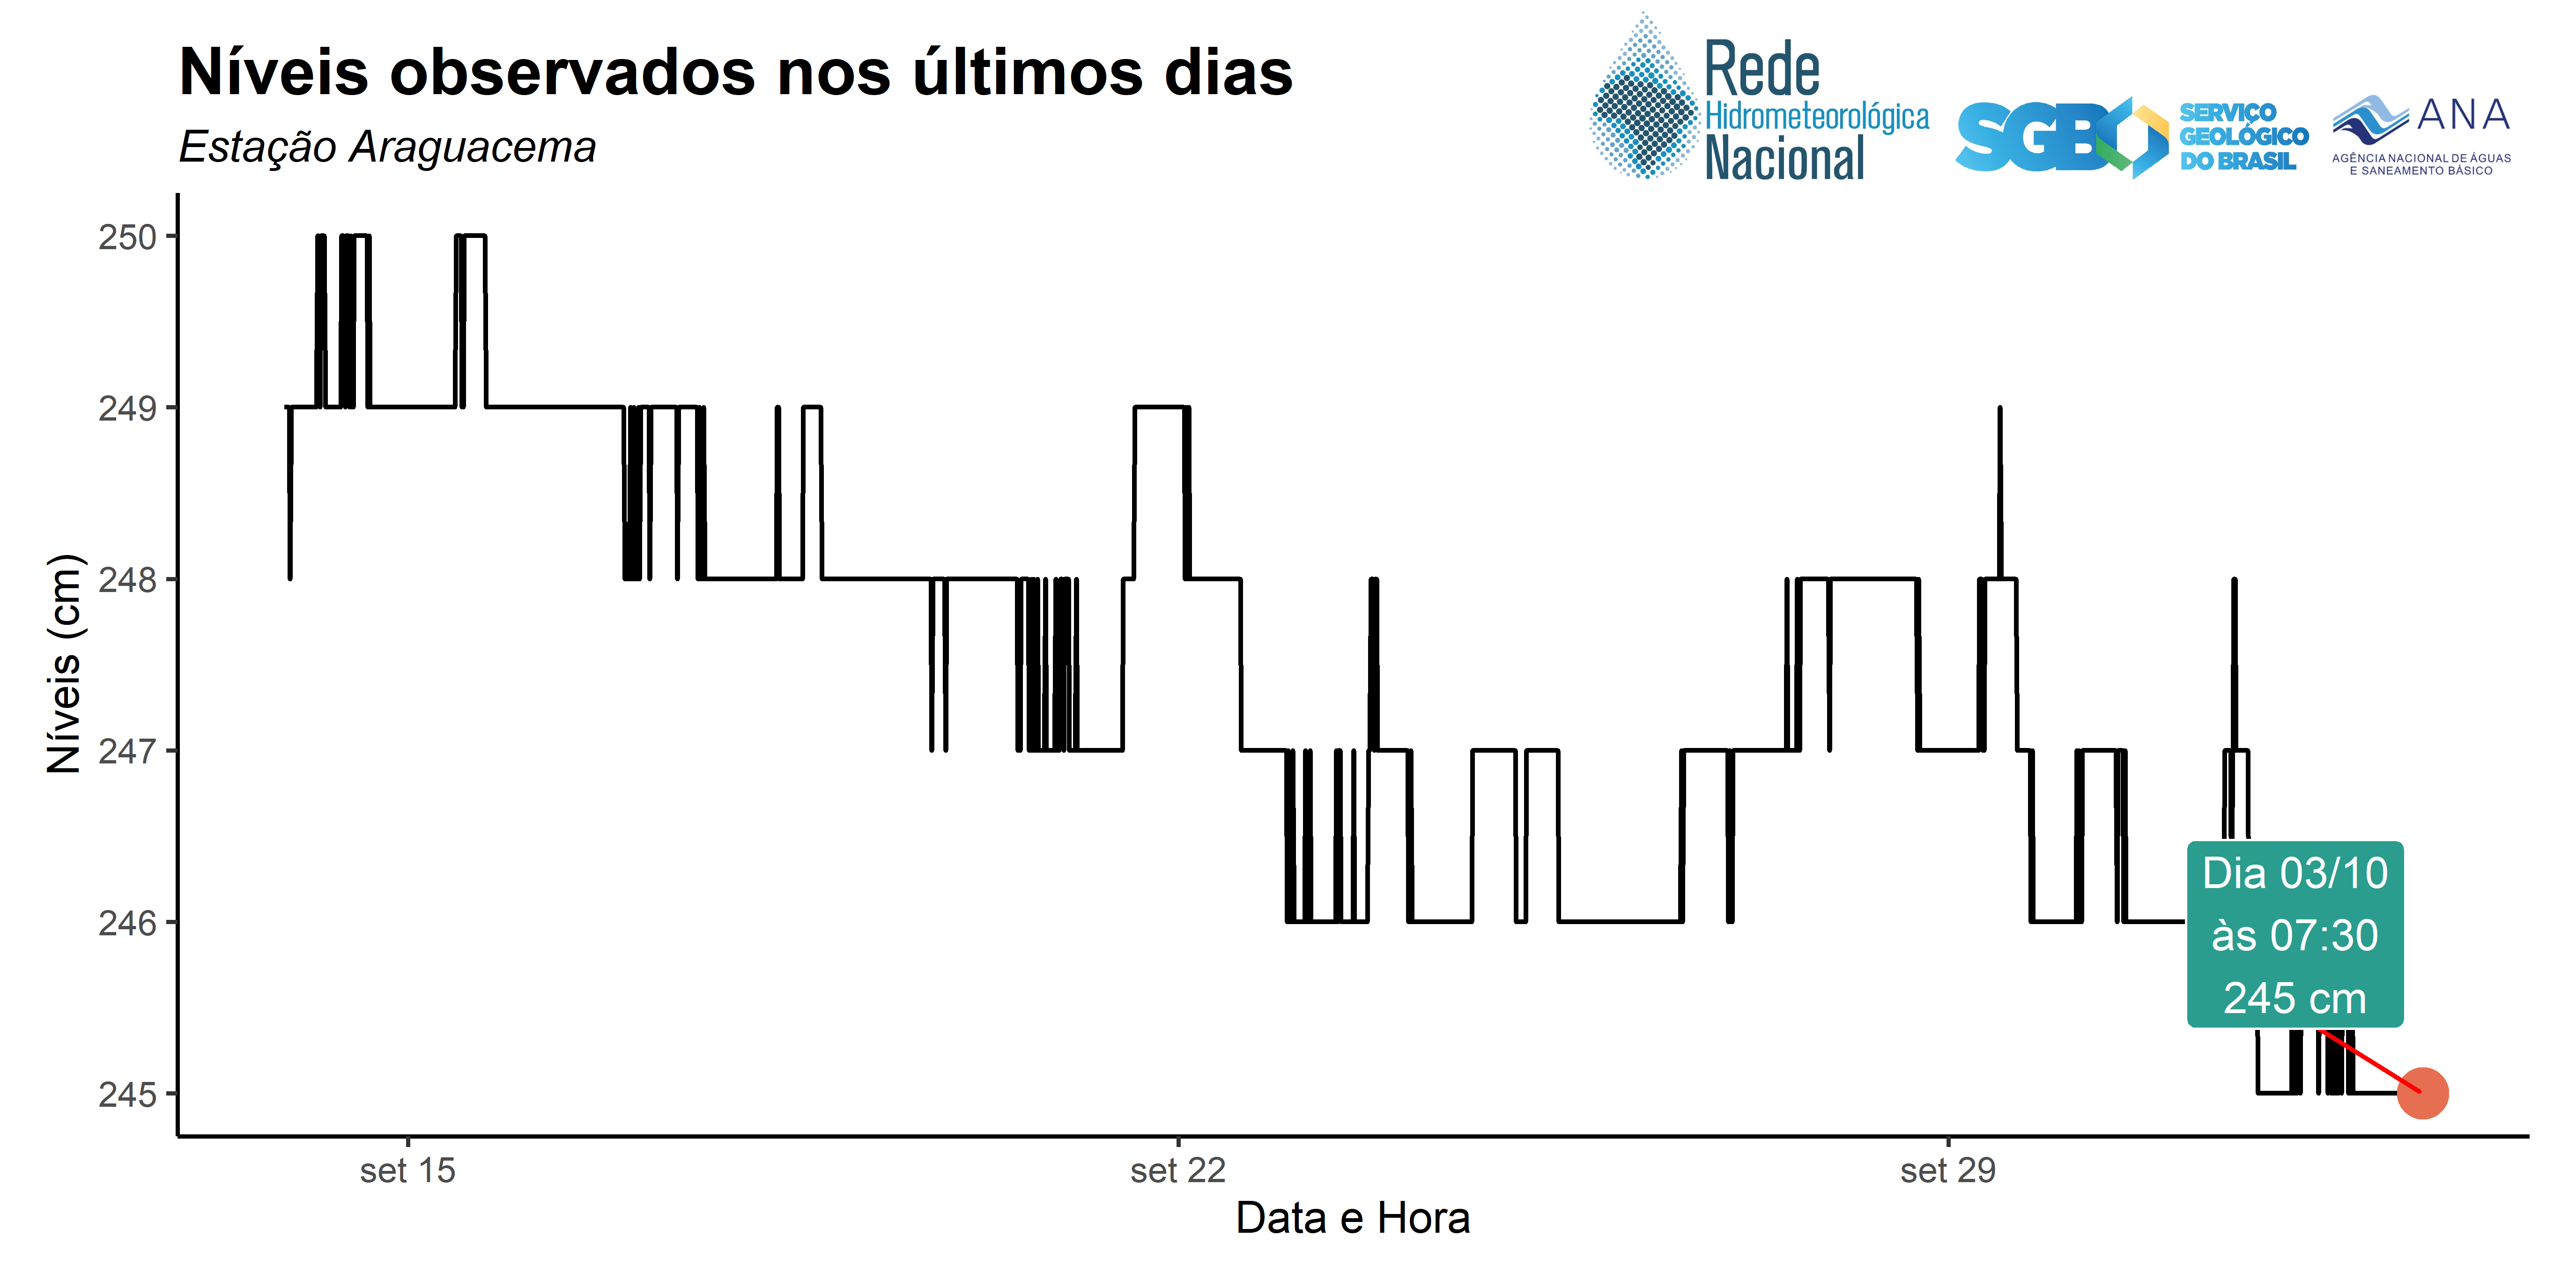 Níveis observados nos últimos dias
Estação Araguacema
Rede
Hidrometeorológica
Nacional
SGB
SERVIÇO
GEOLÓGICO
DO BRASIL
ANA
AGÊNCIA NACIONAL DE ÁGUAS
E SANEAMENTO BÁSICO
Níveis (cm)
250
249
248
247
246
245
Dia 03/10
às 07:30
245 cm
set 15
set 22
set 29
Data e Hora